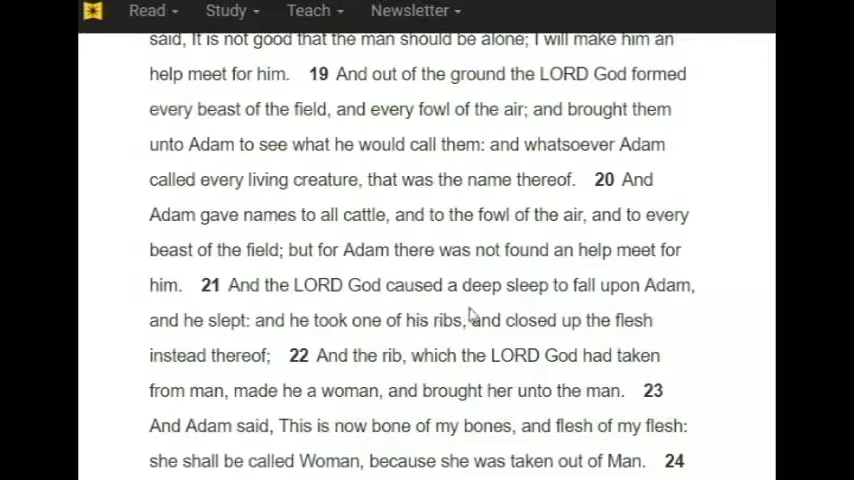 Read Study Teach Newsletter
said, It is not good that the man should be alone; I will make him an
help meet for him. 19 And out of the ground the LORD God formed
every beast of the field, and every fowl of the air; and brought them
unto Adam to see what he would call them: and whatsoever Adam
called every living creature, that was the name thereof. 20 And
Adam gave names to all cattle, and to the fowl of the air, and to every
beast of the field; but for Adam there was not found an help meet for
him. 21 And the LORD God caused a deep sleep to fall upon Adam,
and he slept: and he took one of his ribs, and closed up the flesh
instead thereof; 22 And the rib, which the LORD God had taken
from man, made he a woman, and brought her unto the man. 23
And Adam said, This is now bone of my bones, and flesh of my flesh:
she shall be called Woman, because she was taken out of Man. 24